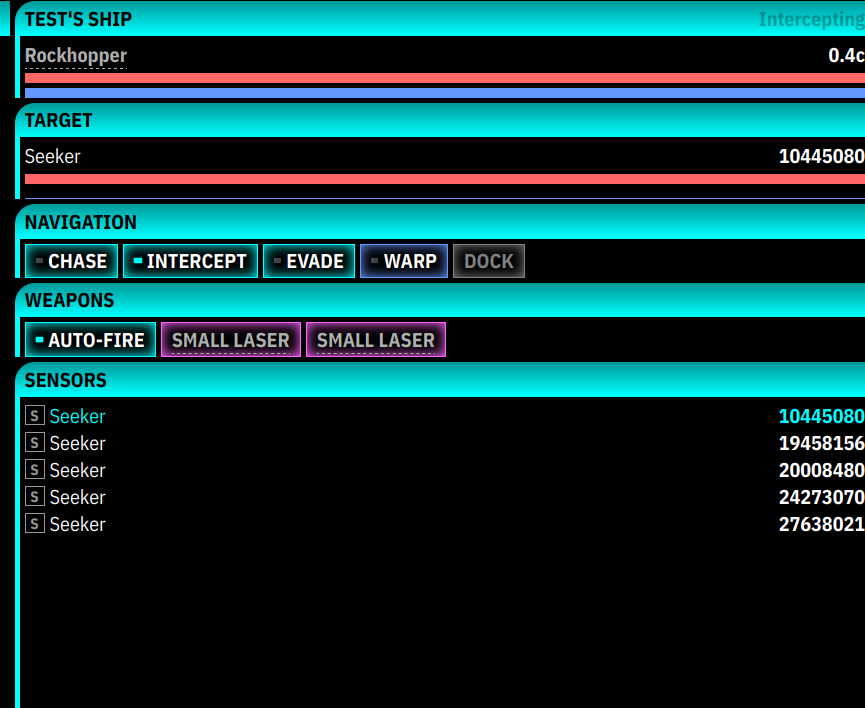 TEST'S SHIP Intercepting
Rockhopper 0.4c
TARGET
Seeker 10445080
NAVIGATION
CHASE INTERCEPT EVADE WARP DOCK
WEAPONS
AUTO-FIRE SMALL LASER SMALL LASER
SENSORS
S Seeker 10445080
S Seeker 19458156
S Seeker 20008480
S Seeker 24273070
S Seeker 27638021